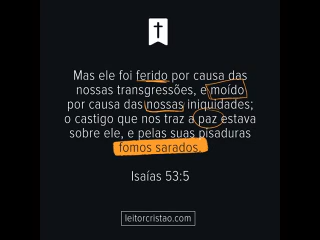 Mas ele foi ferido por causa das
nossas transgressões, e moído
por causa das nossas iniquidades;
o castigo que nos traz a paz estava
sobre ele, e pelas suas pisaduras
fomos sarados.
Isaías 53:5
leitorcristao.com